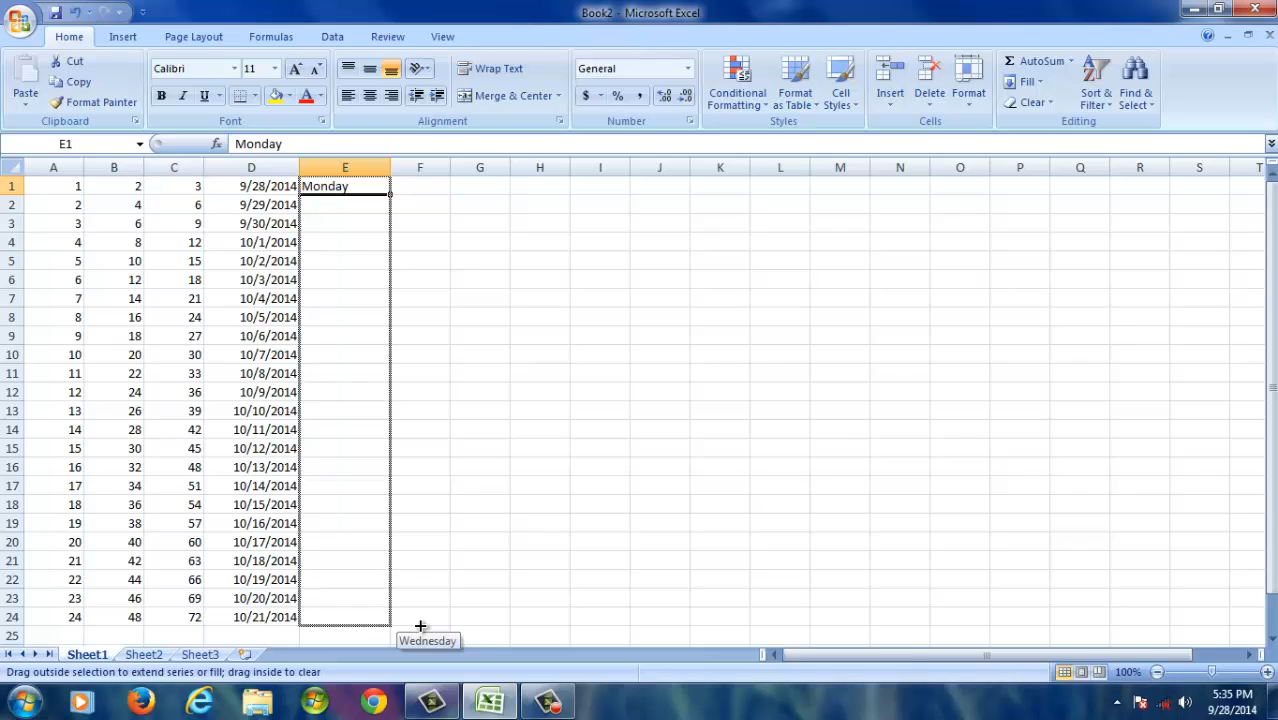 Book2 - Microsoft Excel
Home Insert Page Layout Formulas Data Review View
Paste
Cut
Copy
Format Painter
Clipboard
Calibri 11 A A
B I U A
Font
Wrap Text
Merge & Center
Alignment
General
$ % , .0 .00 .00 .0
Number
Conditional Formatting
Format as Table
Cell Styles
Styles
Insert Delete Format
Cells
Σ AutoSum
Fill
Clear
Sort & Filter
Find & Select
Editing
E1 fx Monday
A B C D E F G H I J K L M N O P Q R S T
1 1 2 3 9/28/2014 Monday
2 2 4 6 9/29/2014
3 3 6 9 9/30/2014
4 4 8 12 10/1/2014
5 5 10 15 10/2/2014
6 6 12 18 10/3/2014
7 7 14 21 10/4/2014
8 8 16 24 10/5/2014
9 9 18 27 10/6/2014
10 10 20 30 10/7/2014
11 11 22 33 10/8/2014
12 12 24 36 10/9/2014
13 13 26 39 10/10/2014
14 14 28 42 10/11/2014
15 15 30 45 10/12/2014
16 16 32 48 10/13/2014
17 17 34 51 10/14/2014
18 18 36 54 10/15/2014
19 19 38 57 10/16/2014
20 20 40 60 10/17/2014
21 21 42 63 10/18/2014
22 22 44 66 10/19/2014
23 23 46 69 10/20/2014
24 24 48 72 10/21/2014
25
Wednesday
Sheet1 Sheet2 Sheet3
Drag outside selection to extend series or fill; drag inside to clear
100%
5:35 PM
9/28/2014